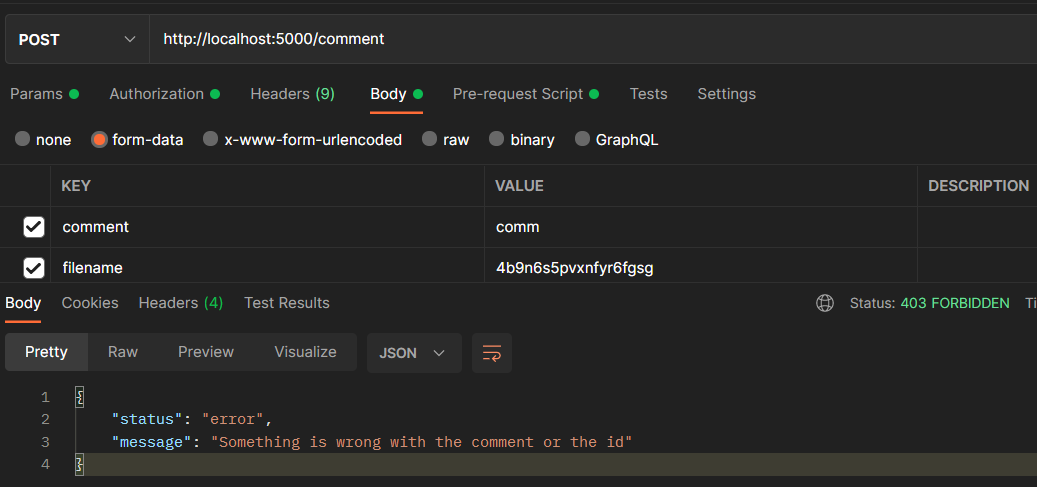 POST http://localhost:5000/comment
Params Authorization Headers (9) Body Pre-request Script Tests Settings
none form-data x-www-form-urlencoded raw binary GraphQL
KEY VALUE DESCRIPTION
comment comm
filename 4b9n6s5pvxnfyr6fgsg
Body Cookies Headers (4) Test Results Status: 403 FORBIDDEN Ti
Pretty Raw Preview Visualize JSON
1 {
2 "status": "error",
3 "message": "Something is wrong with the comment or the id"
4 }